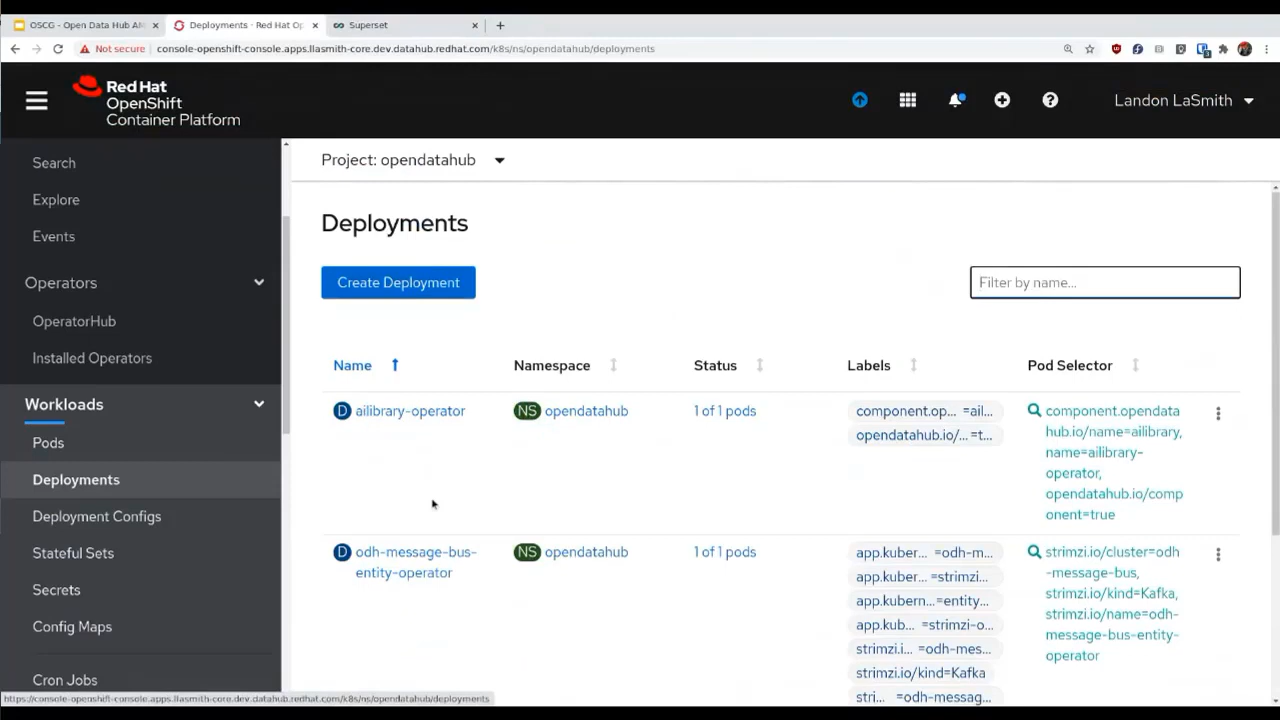 OSCG - Open Data Hub AM
Deployments · Red Hat Op
Superset
Not secure
console-openshift-console.apps.llasmith-core.dev.datahub.redhat.com/k8s/ns/opendatahub/deployments
Red Hat
OpenShift
Container Platform
Landon LaSmith
Search
Explore
Events
Operators
OperatorHub
Installed Operators
Workloads
Pods
Deployments
Deployment Configs
Stateful Sets
Secrets
Config Maps
Cron Jobs
Project: opendatahub
Deployments
Create Deployment
Filter by name...
Name
Namespace
Status
Labels
Pod Selector
D ailibrary-operator
NS opendatahub
1 of 1 pods
component.op... =ail...
opendatahub.io/... =t...
component.opendata
hub.io/name=ailibrary,
name=ailibrary-
operator,
opendatahub.io/comp
onent=true
D odh-message-bus-
entity-operator
NS opendatahub
1 of 1 pods
app.kuber... =odh-m...
app.kuber... =strimzi...
app.kubern...=entity...
app.kub... =strimzi-o...
strimzi.i... =odh-mes...
strimzi.io/kind=Kafka
stri... =odh-messag...
strimzi.io/cluster=odh
-message-bus,
strimzi.io/kind=Kafka,
strimzi.io/name=odh-
message-bus-entity-
operator
https://console-openshift-console.apps.llasmith-core.dev.datahub.redhat.com/k8s/ns/opendatahub/deployments